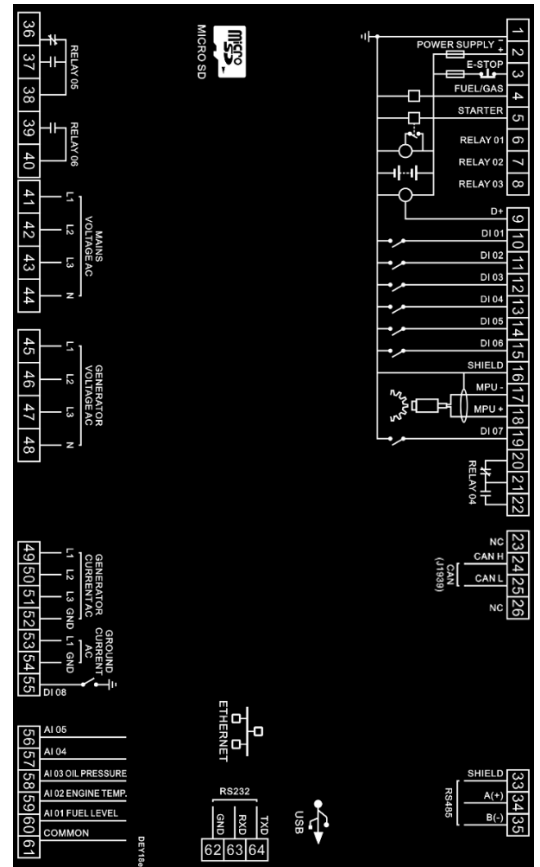 36
37
38
RELAY 05
39
40
RELAY 06
41
42
43
44
L1
L2
L3
N
MAINS
VOLTAGE AC
45
46
47
48
L1
L2
L3
N
GENERATOR
VOLTAGE AC
49
50
51
52
53
54
55
L1
L2
L3
GND
GENERATOR
CURRENT AC
L1
GND
GROUND
CURRENT
AC
DI 08
56
57
58
59
60
61
AI 05
AI 04
AI 03 OIL PRESSURE
AI 02 ENGINE TEMP.
AI 01 FUEL LEVEL
COMMON
Micro
SD
MICRO SD
ETHERNET
RS232
GND
RXD
TXD
62
63
64
USB
1
2
3
4
5
6
7
8
POWER SUPPLY - +
E-STOP
FUEL/GAS
STARTER
RELAY 01
RELAY 02
RELAY 03
9
10
11
12
13
14
15
16
17
18
19
20
21
22
D+
DI 01
DI 02
DI 03
DI 04
DI 05
DI 06
SHIELD
MPU -
MPU +
DI 07
RELAY 04
23
24
25
26
NC
CAN H
CAN L
NC
CAN
(J1939)
33
34
35
SHIELD
A(+)
B(-)
RS485